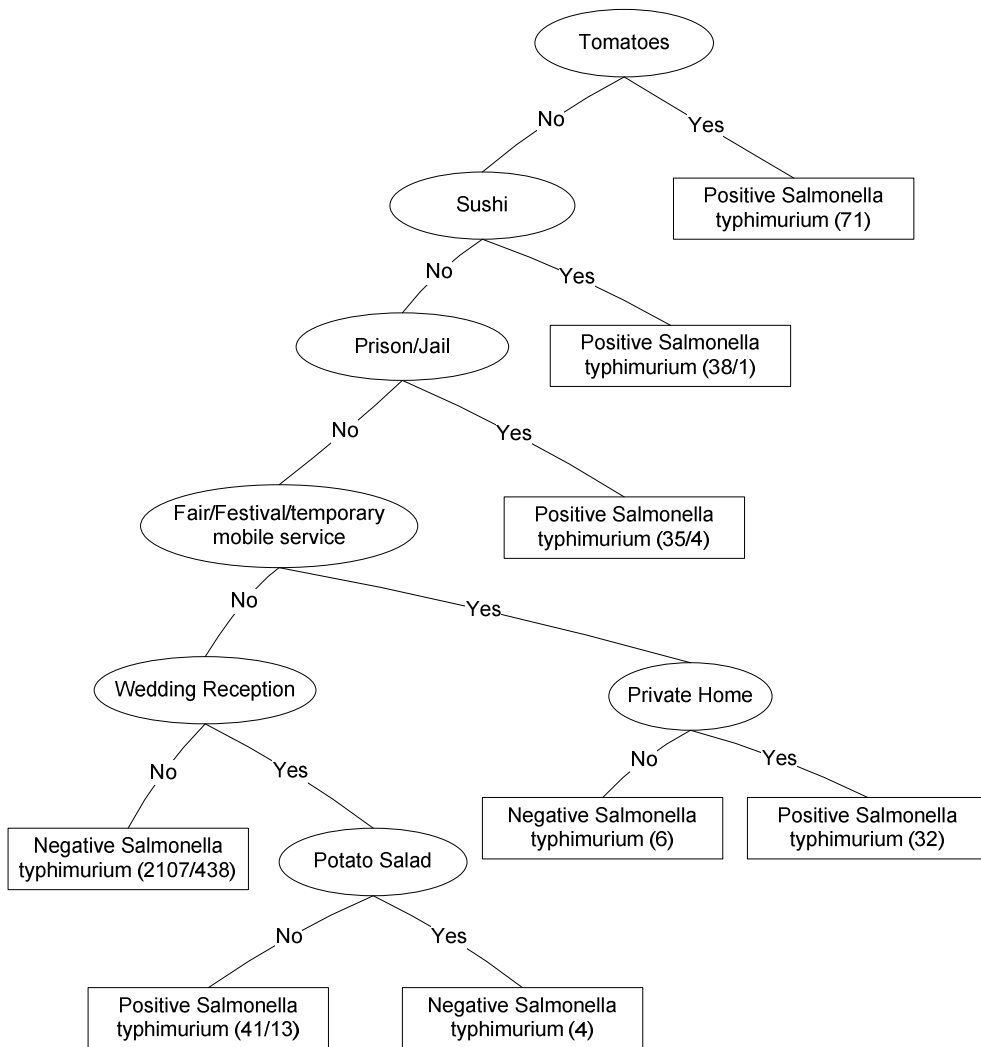 Tomatoes
No
Yes
Sushi
Positive Salmonella
typhimurium (71)
No
Yes
Prison/Jail
Positive Salmonella
typhimurium (38/1)
No
Yes
Fair/Festival/temporary
mobile service
Positive Salmonella
typhimurium (35/4)
No
Yes
Wedding Reception
Private Home
No
Yes
No
Yes
Negative Salmonella
typhimurium (2107/438)
Potato Salad
Negative Salmonella
typhimurium (6)
Positive Salmonella
typhimurium (32)
No
Yes
Positive Salmonella
typhimurium (41/13)
Negative Salmonella
typhimurium (4)